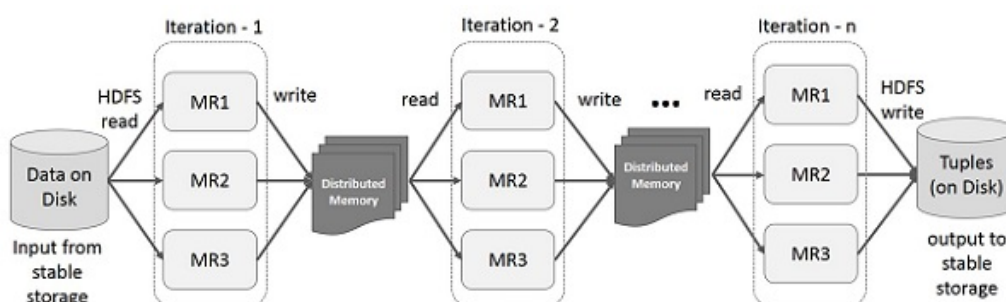 Iteration - 1
Iteration - 2
Iteration - n
HDFS
read
MR1
write
read
MR1
write
...
read
MR1
HDFS
write
Data on
Disk
MR2
Distributed
Memory
MR2
Distributed
Memory
MR2
Tuples
(on Disk)
Input from
stable
storage
MR3
MR3
MR3
output to
stable
storage